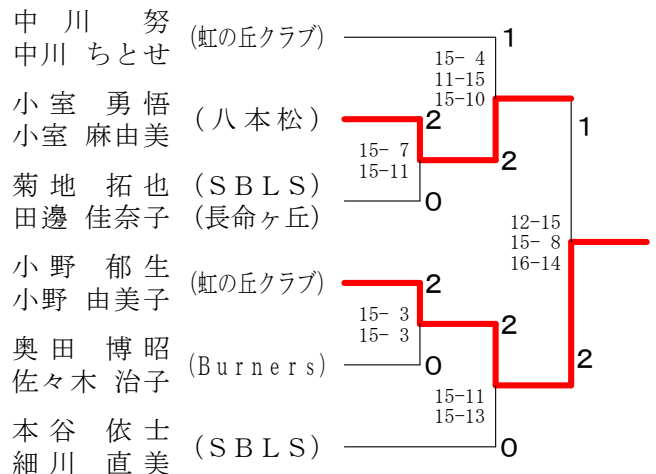 中川 努
中川 ちとせ
(虹の丘クラブ)
1
15- 4
11-15
15-10
小室 勇悟
小室 麻由美
(八本松)
2
15- 7
15-11
2
1
菊地 拓也
田邊 佳奈子
(SBLS)
(長命ヶ丘)
0
12-15
15- 8
16-14
小野 郁生
小野 由美子
(虹の丘クラブ)
2
15- 3
15- 3
2
奥田 博昭
佐々木 治子
(Burners)
0
2
15-11
15-13
本谷 依士
細川 直美
(SBLS)
0